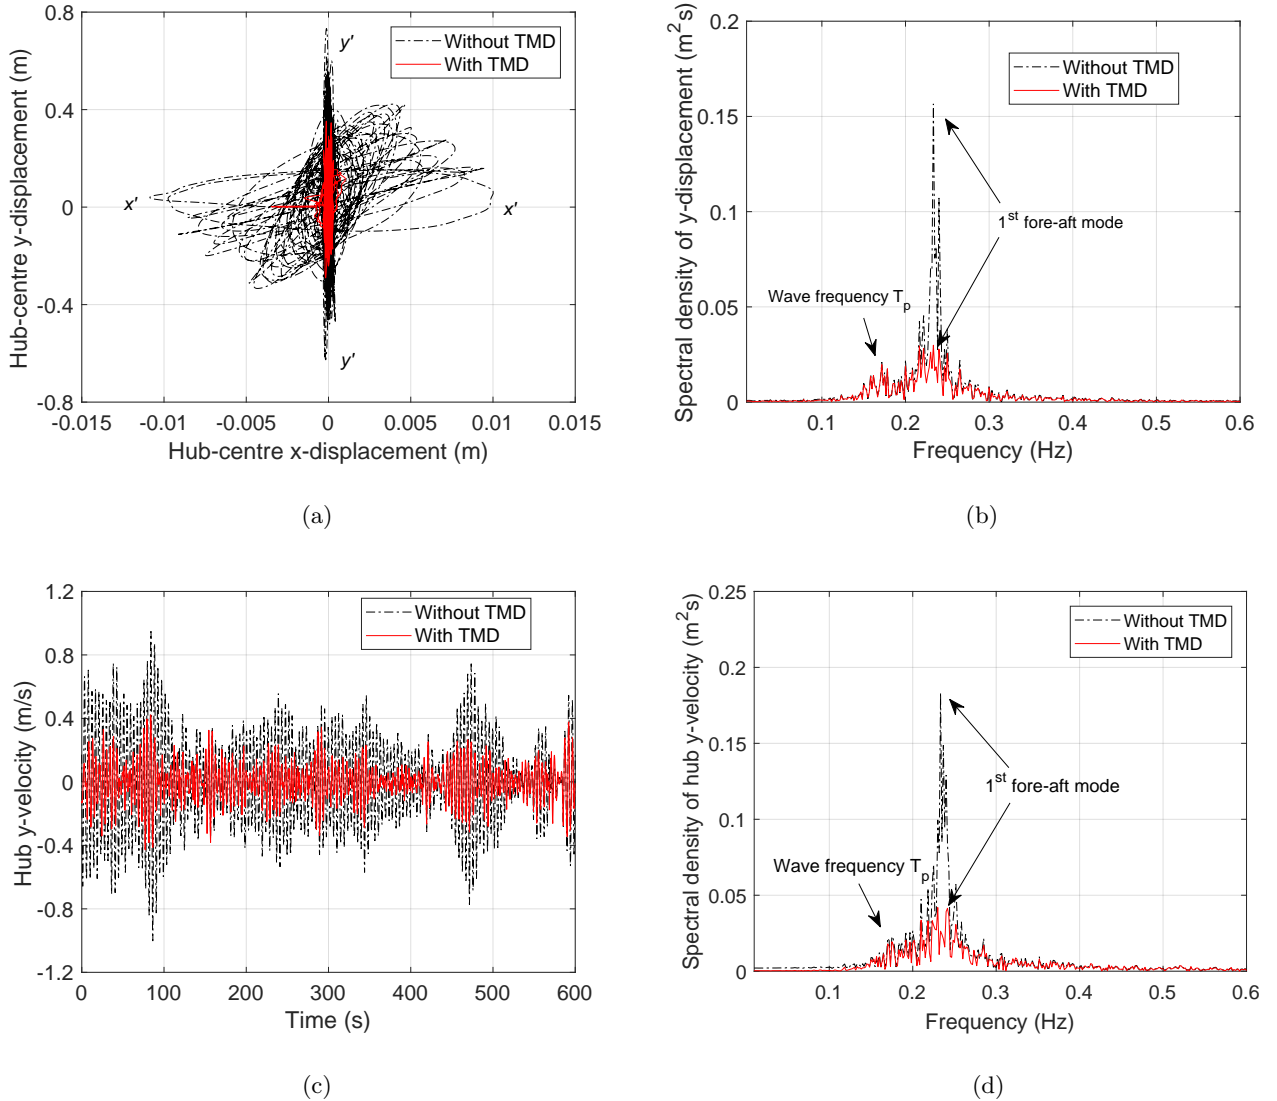 0.8
0.4
0
-0.4
-0.8
Hub-centre y-displacement (m)
y'
y'
x'
x'
Without TMD
With TMD
-0.015
-0.01
-0.005
0
0.005
0.01
0.015
Hub-centre x-displacement (m)
(a)
0.2
0.15
0.1
0.05
0
Spectral density of y-displacement (m²s)
Without TMD
With TMD
1st fore-aft mode
Wave frequency Tp
0.1
0.2
0.3
0.4
0.5
0.6
Frequency (Hz)
(b)
1.2
0.8
0.4
0
-0.4
-0.8
-1.2
Hub y-velocity (m/s)
Without TMD
With TMD
0
100
200
300
400
500
600
Time (s)
(c)
0.25
0.2
0.15
0.1
0.05
0
Spectral density of hub y-velocity (m²s)
Without TMD
With TMD
1st fore-aft mode
Wave frequency Tp
0.1
0.2
0.3
0.4
0.5
0.6
Frequency (Hz)
(d)